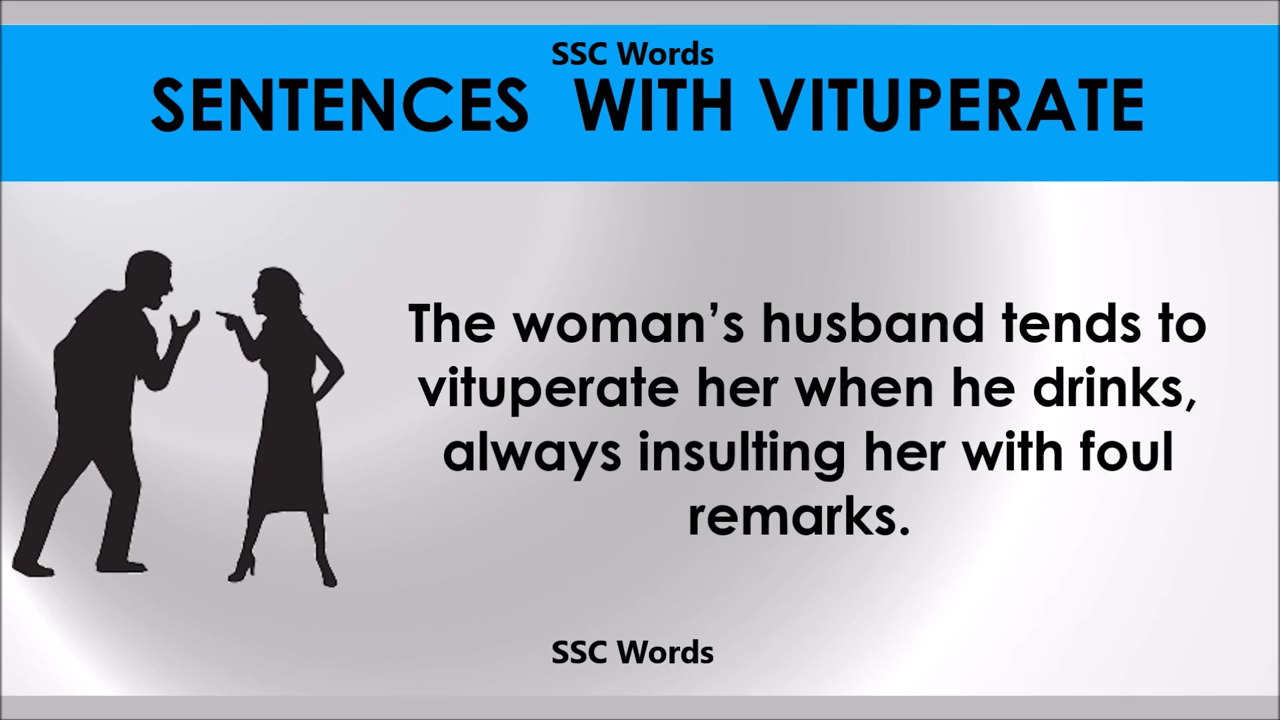 SSC Words
SENTENCES WITH VITUPERATE
The woman’s husband tends to
vituperate her when he drinks,
always insulting her with foul
remarks.
SSC Words